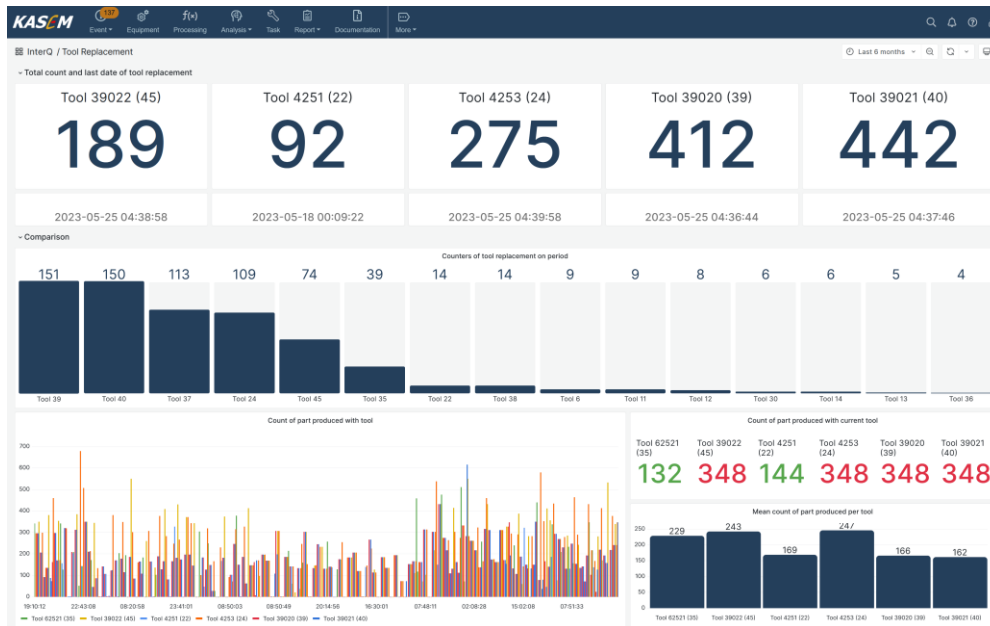 KASEM
137
Event
Equipment
f(x)
Processing
Analysis
Task
Report
Documentation
More
InterQ / Tool Replacement
Last 6 months
Total count and last date of tool replacement
Tool 39022 (45)
189
2023-05-25 04:38:58
Tool 4251 (22)
92
2023-05-18 00:09:22
Tool 4253 (24)
275
2023-05-25 04:39:58
Tool 39020 (39)
412
2023-05-25 04:36:44
Tool 39021 (40)
442
2023-05-25 04:37:46
Comparison
Counters of tool replacement on period
151 150 113 109 74 39 14 14 9 9 8 6 6 5 4
Tool 39 Tool 40 Tool 37 Tool 24 Tool 45 Tool 35 Tool 22 Tool 38 Tool 6 Tool 11 Tool 12 Tool 30 Tool 14 Tool 13 Tool 36
Count of part produced with tool
700
600
500
400
300
200
100
0
19:10:12 22:43:08 08:20:58 23:41:01 08:50:03 08:50:49 20:14:56 16:30:01 07:48:11 02:08:28 15:02:08 07:51:33
Tool 62521 (35) Tool 39022 (45) Tool 4251 (22) Tool 4253 (24) Tool 39020 (39) Tool 39021 (40)
Count of part produced with current tool
Tool 62521 (35)
132
Tool 39022 (45)
348
Tool 4251 (22)
144
Tool 4253 (24)
348
Tool 39020 (39)
348
Tool 39021 (40)
348
Mean count of part produced per tool
250
200
150
100
50
0
229 243 169 247 166 162
Tool 62521 (35) Tool 39022 (45) Tool 4251 (22) Tool 4253 (24) Tool 39020 (39) Tool 39021 (40)